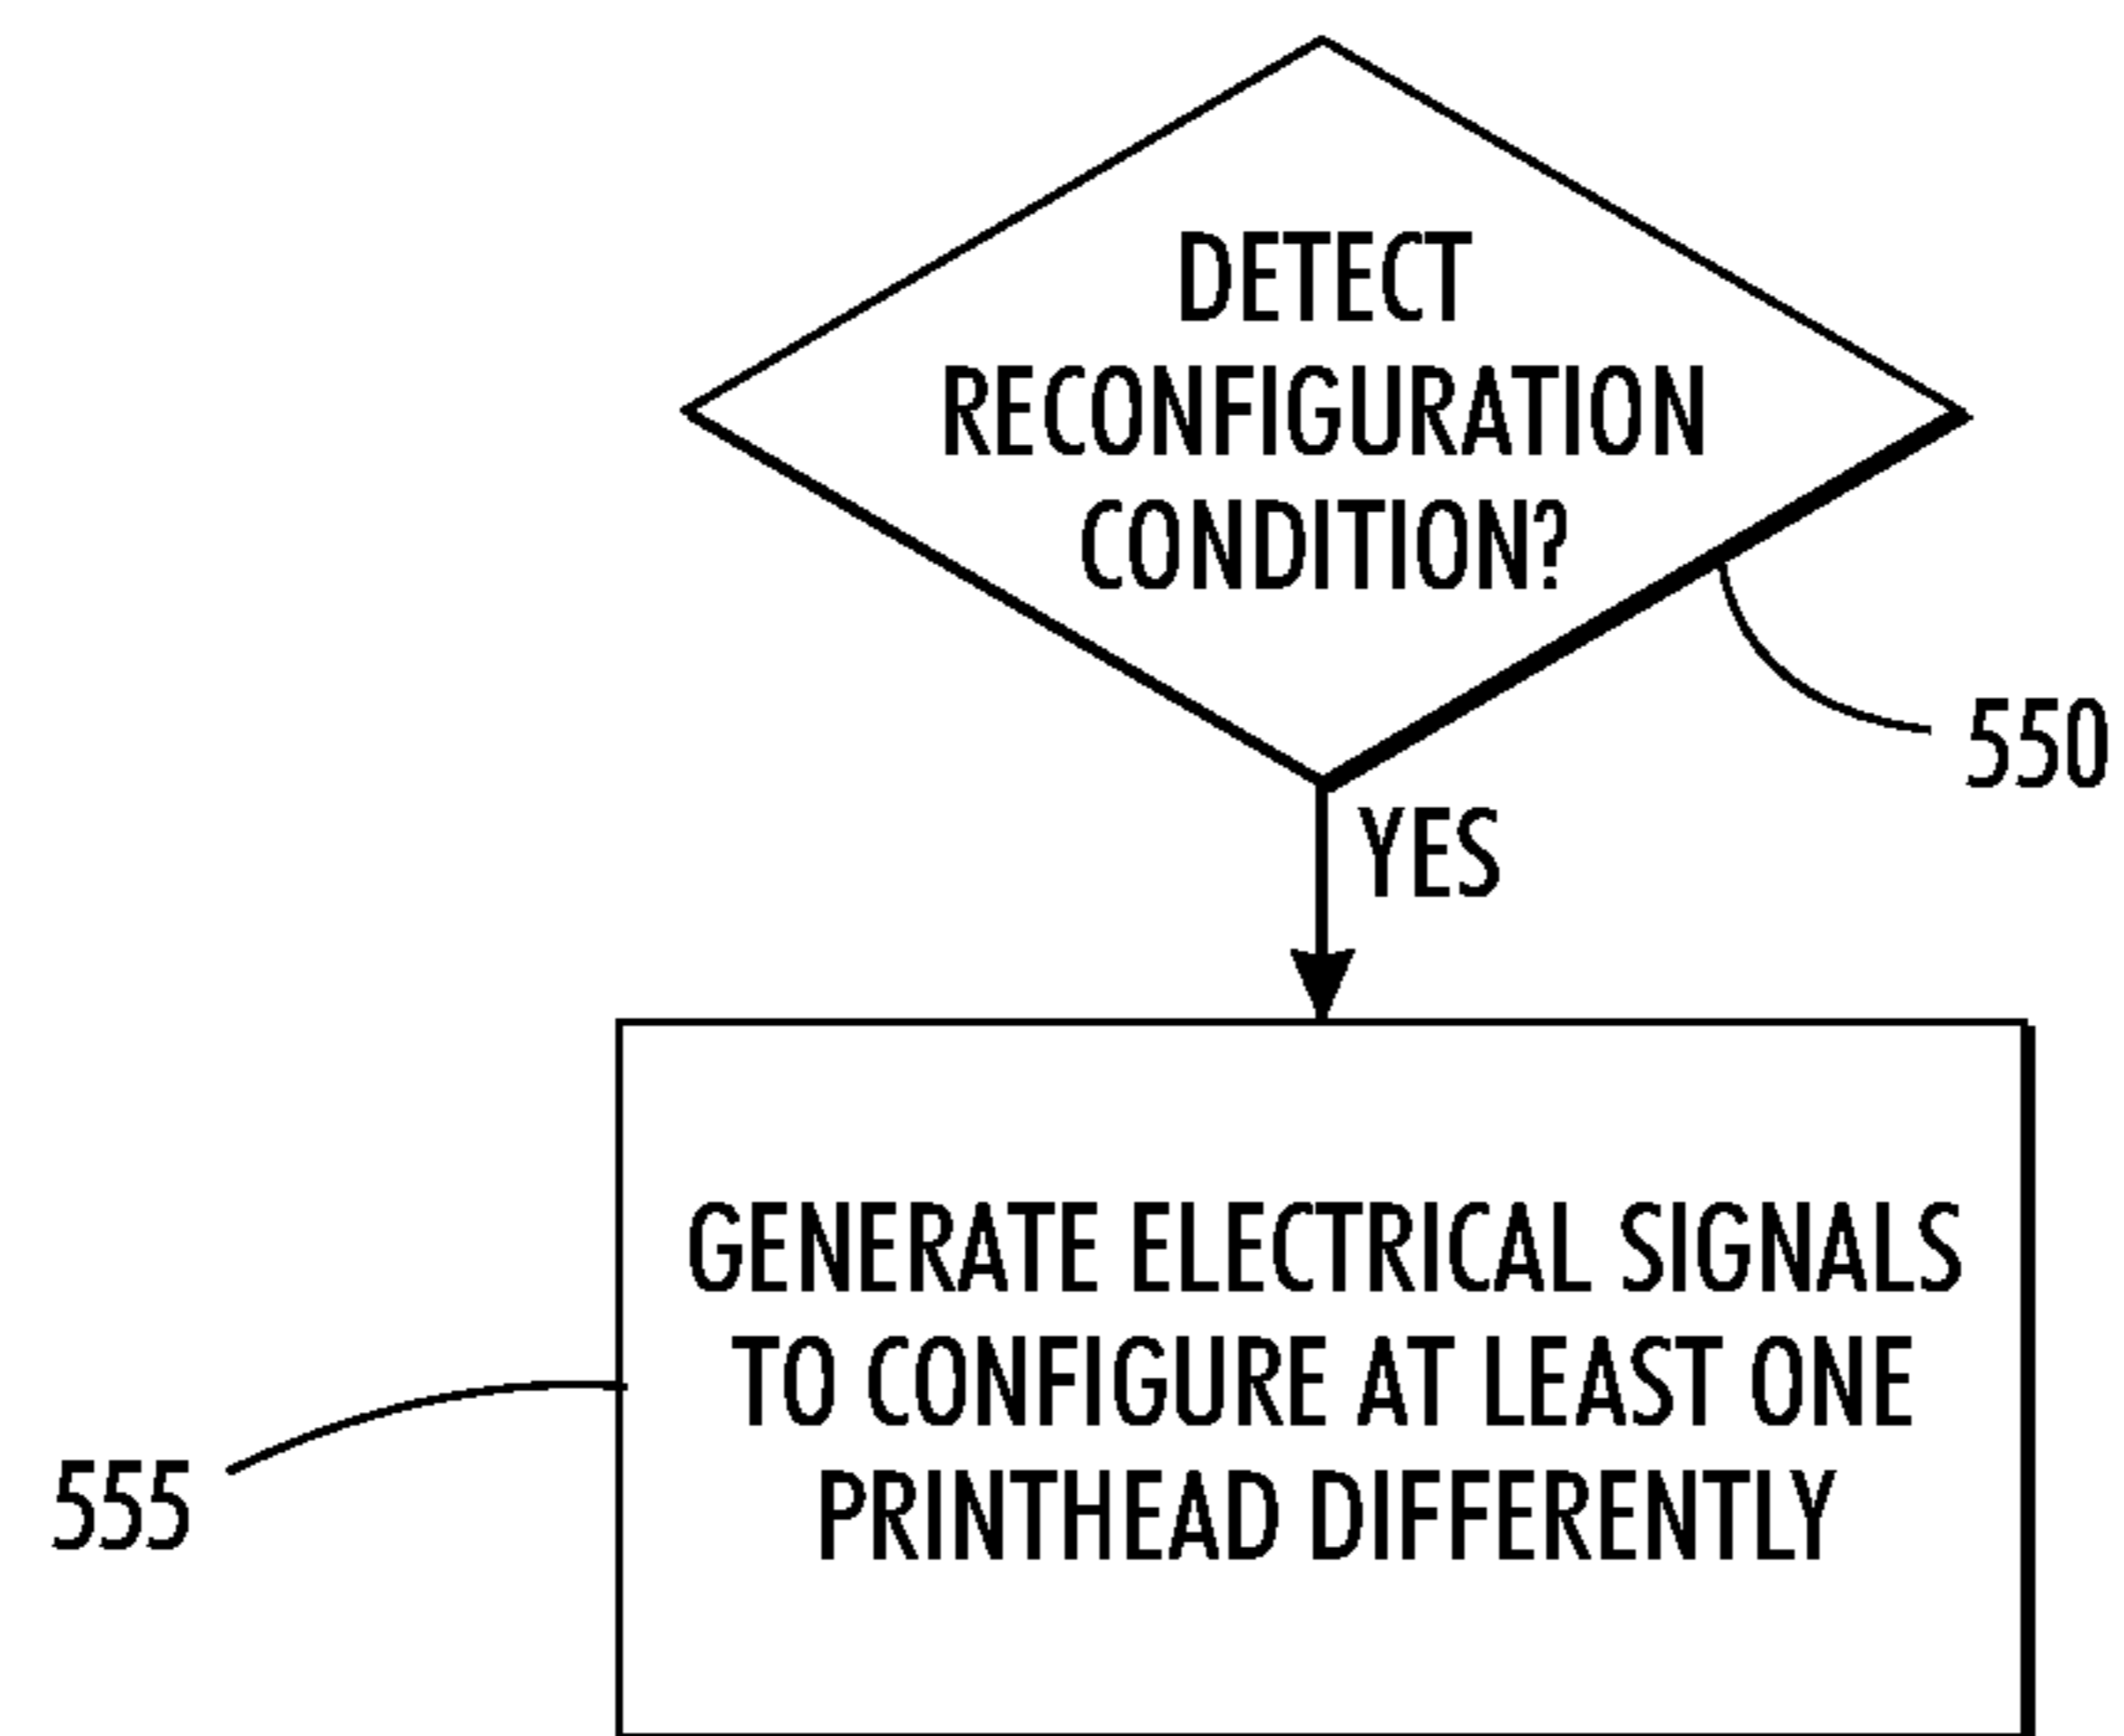 DETECT
RECONFIGURATION
CONDITION?
550
YES
GENERATE ELECTRICAL SIGNALS
TO CONFIGURE AT LEAST ONE
PRINTHEAD DIFFERENTLY
555